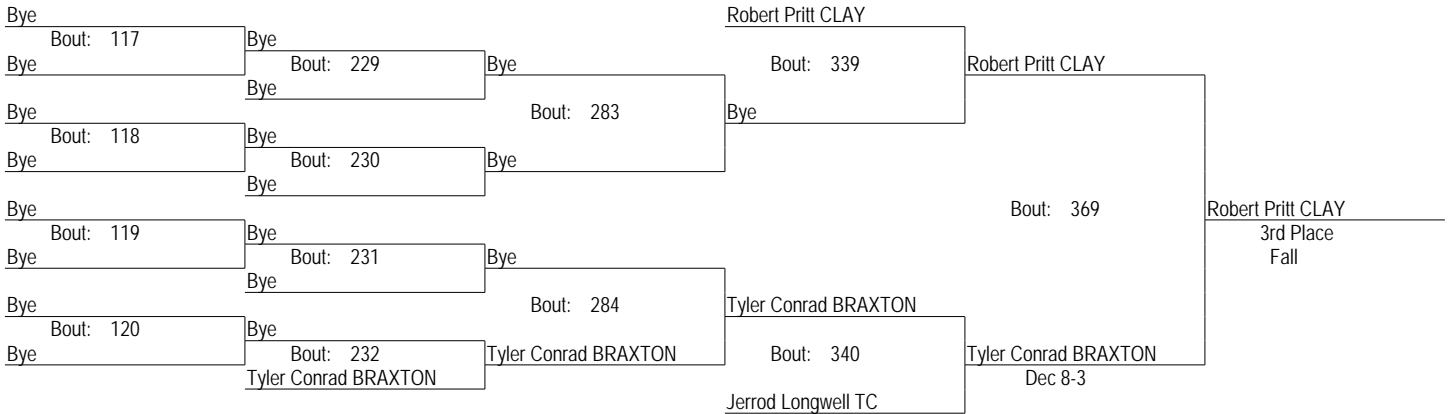 Bye
Robert Pritt CLAY
Bout: 117
Bye
Bye
Bout: 229
Bye
Bout: 339
Robert Pritt CLAY
Bye
Bye
Bout: 283
Bye
Bout: 118
Bye
Bye
Bout: 230
Bye
Bye
Bye
Bout: 369
Robert Pritt CLAY
Bout: 119
Bye
3rd Place
Bye
Bout: 231
Bye
Fall
Bye
Bye
Bout: 284
Tyler Conrad BRAXTON
Bout: 120
Bye
Bye
Bout: 232
Tyler Conrad BRAXTON
Bout: 340
Tyler Conrad BRAXTON
Tyler Conrad BRAXTON
Dec 8-3
Jerrod Longwell TC